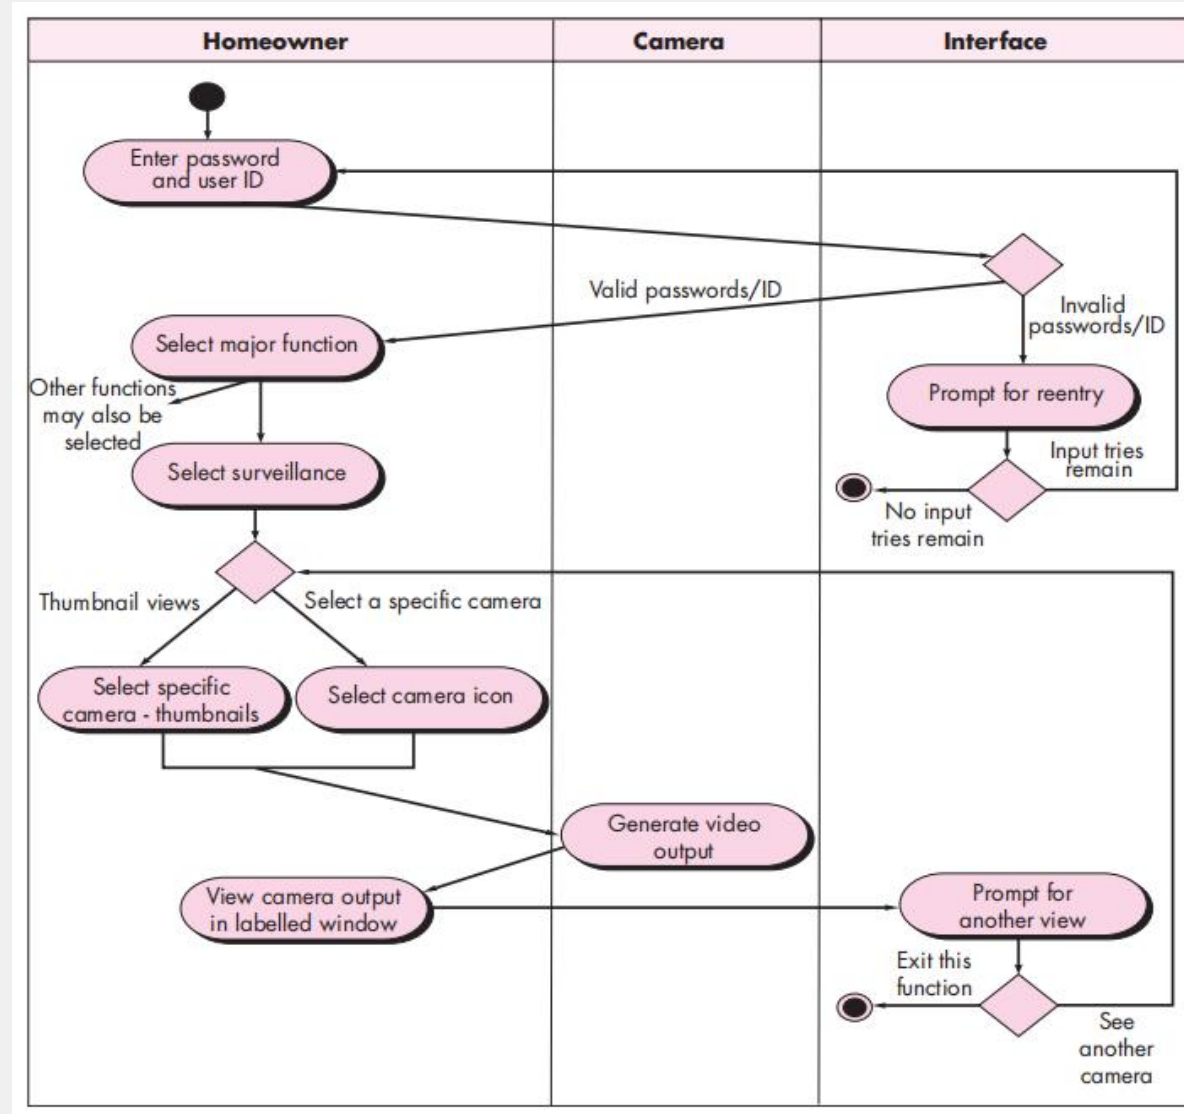 Homeowner
Camera
Interface
Enter password
and user ID
Valid passwords/ID
Invalid
passwords/ID
Select major function
Other functions
may also be
selected
Prompt for reentry
Select surveillance
Input tries
remain
No input
tries remain
Thumbnail views
Select a specific camera
Select specific
camera - thumbnails
Select camera icon
Generate video
output
View camera output
in labelled window
Prompt for
another view
Exit this
function
See
another
camera